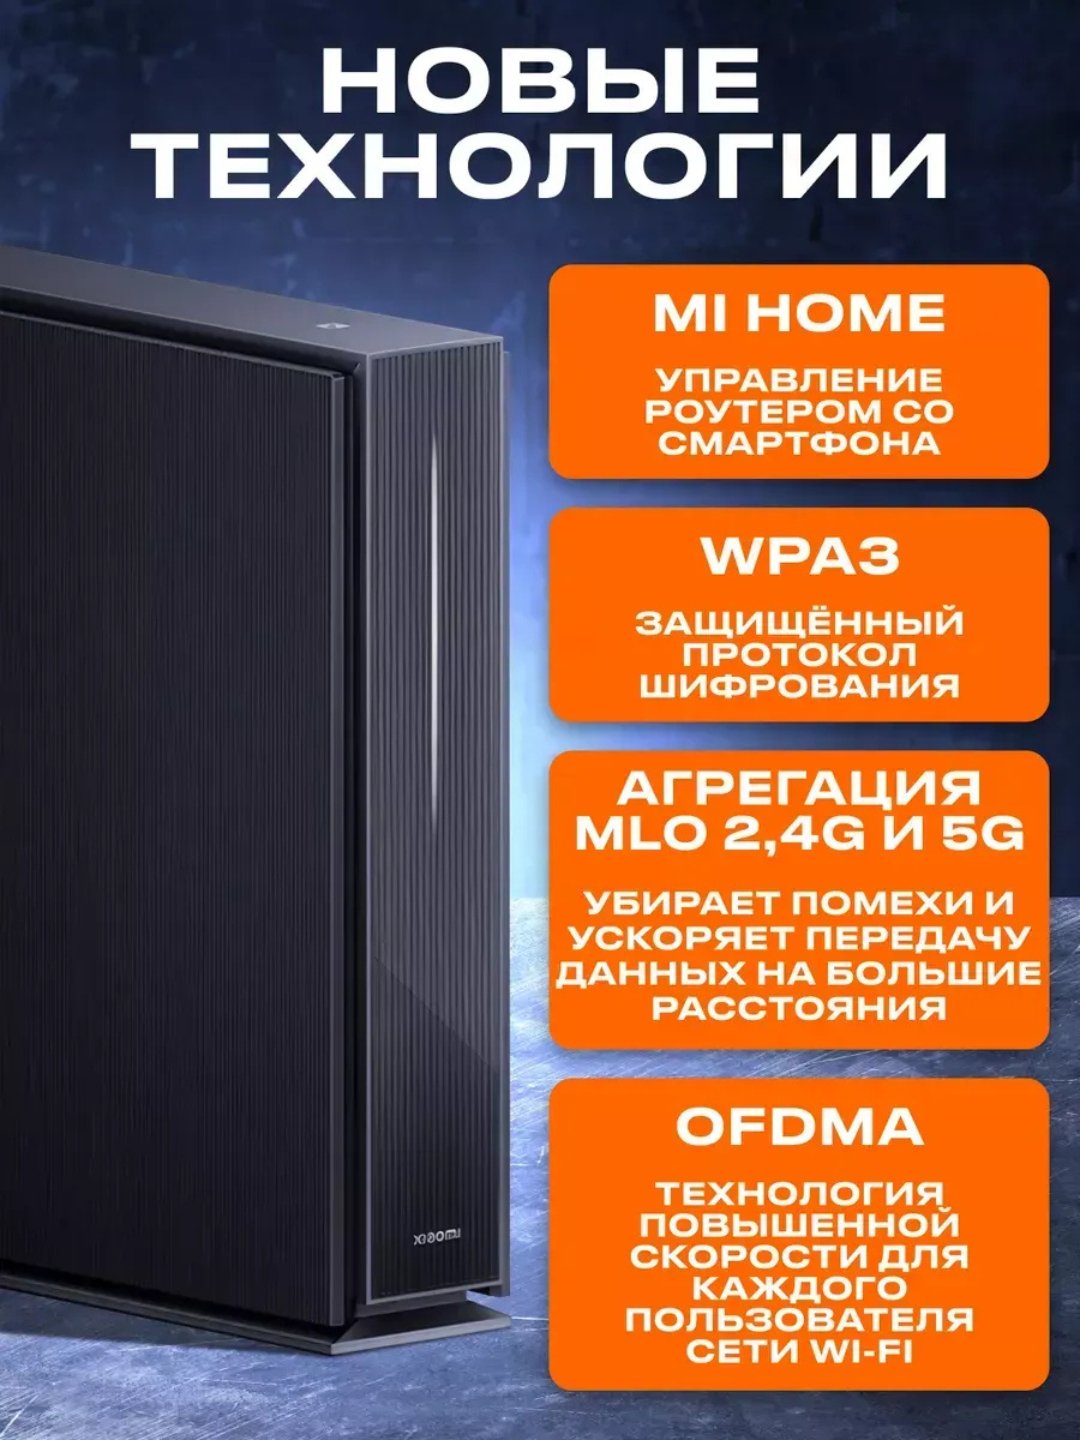 НОВЫЕ
ТЕХНОЛОГИИ
MI HOME
УПРАВЛЕНИЕ
РОУТЕРОМ СО
СМАРТФОНА
WPA3
ЗАЩИЩЁННЫЙ
ПРОТОКОЛ
ШИФРОВАНИЯ
АГРЕГАЦИЯ
MLO 2,4G И 5G
УБИРАЕТ ПОМЕХИ И
УСКОРЯЕТ ПЕРЕДАЧУ
ДАННЫХ НА БОЛЬШИЕ
РАССТОЯНИЯ
OFDMA
ТЕХНОЛОГИЯ
ПОВЫШЕННОЙ
СКОРОСТИ ДЛЯ
КАЖДОГО
ПОЛЬЗОВАТЕЛЯ
СЕТИ WI-FI
xiaomi